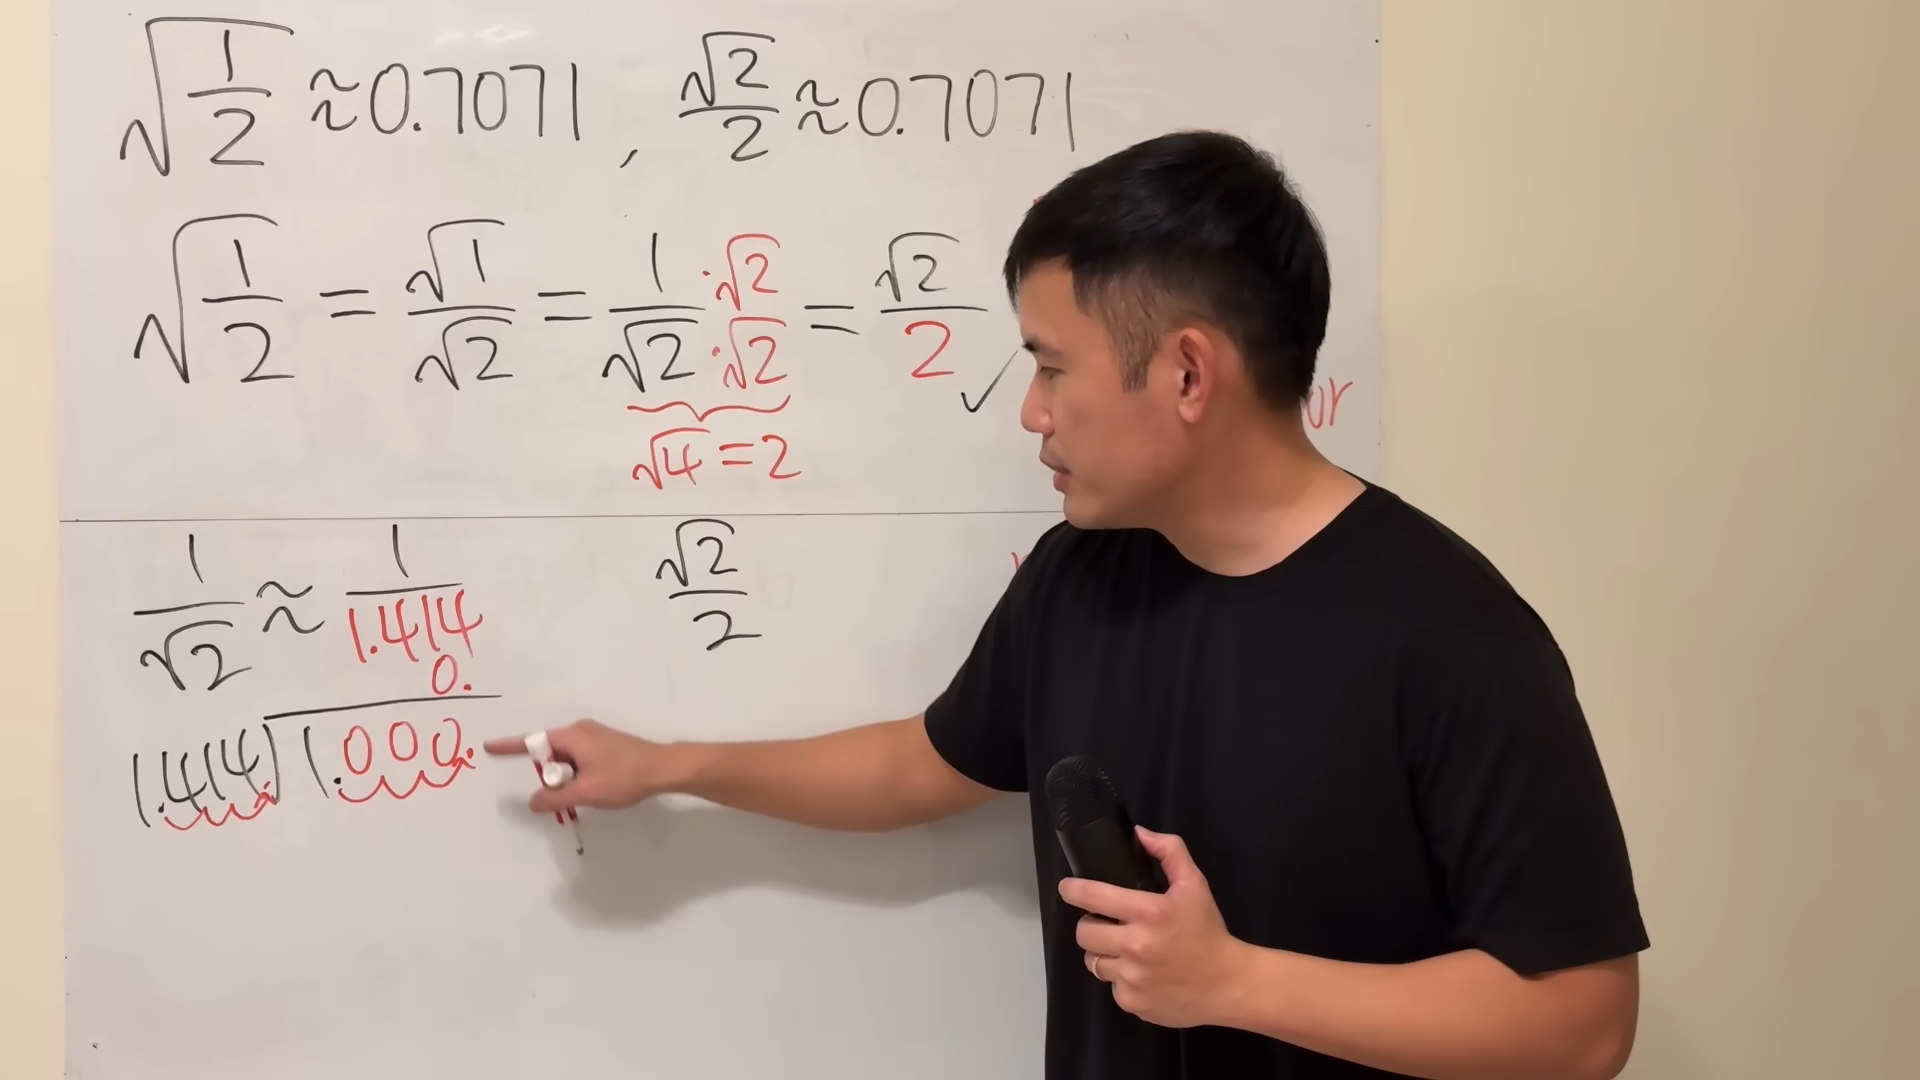 √(1/2) ≈ 0.7071 , √2/2 ≈ 0.7071
√(1/2) = √1/√2 = 1·√2/√2·√2 = √2/2 ✓
or
√4 = 2
1/√2 ≈ 1/1.414
√2/2
0.
1.414.⟌1.000.